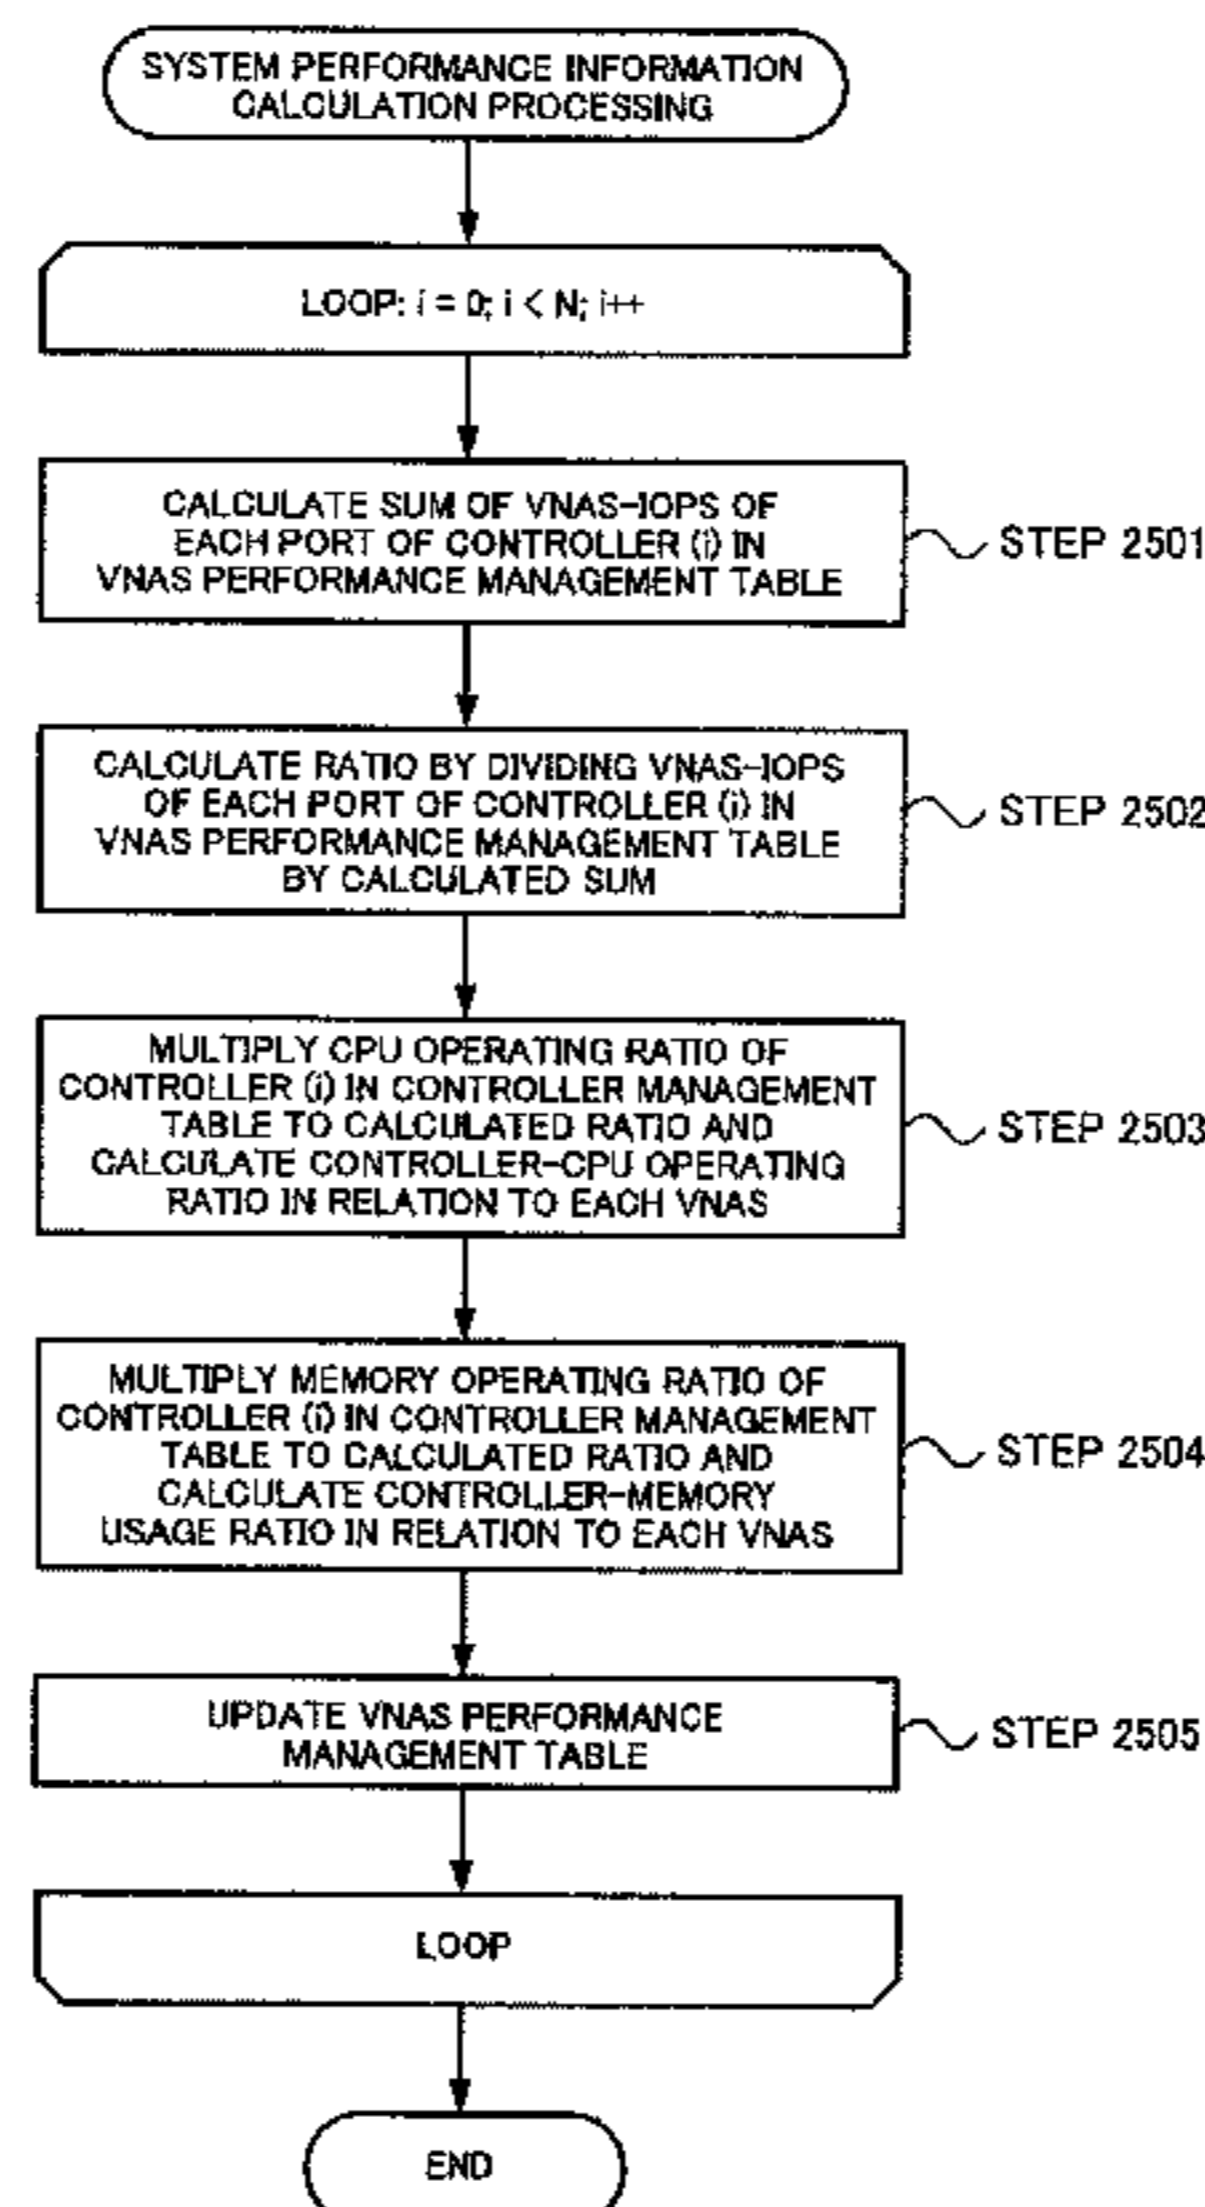 SYSTEM PERFORMANCE INFORMATION
CALCULATION PROCESSING
LOOP: i = 0; i < N; i++
CALCULATE SUM OF VNAS-IOPS OF
EACH PORT OF CONTROLLER (i) IN
VNAS PERFORMANCE MANAGEMENT TABLE
STEP 2501
CALCULATE RATIO BY DIVIDING VNAS-IOPS
OF EACH PORT OF CONTROLLER (i) IN
VNAS PERFORMANCE MANAGEMENT TABLE
BY CALCULATED SUM
STEP 2502
MULTIPLY CPU OPERATING RATIO OF
CONTROLLER (i) IN CONTROLLER MANAGEMENT
TABLE TO CALCULATED RATIO AND
CALCULATE CONTROLLER-CPU OPERATING
RATIO IN RELATION TO EACH VNAS
STEP 2503
MULTIPLY MEMORY OPERATING RATIO OF
CONTROLLER (i) IN CONTROLLER MANAGEMENT
TABLE TO CALCULATED RATIO AND
CALCULATE CONTROLLER-MEMORY
USAGE RATIO IN RELATION TO EACH VNAS
STEP 2504
UPDATE VNAS PERFORMANCE
MANAGEMENT TABLE
STEP 2505
LOOP
END